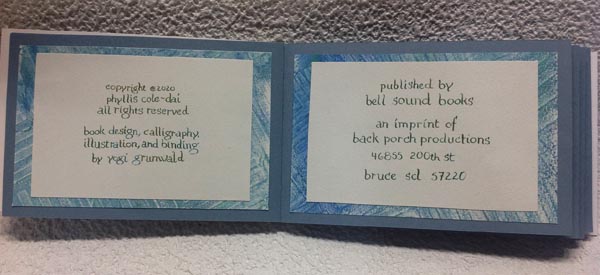 copyright ©2020
phyllis cole-dai
all rights reserved
book design, calligraphy,
illustration, and binding
by yogi grunwald
published by
bell sound books
an imprint of
back porch productions
46855 200th st
bruce sd 57220